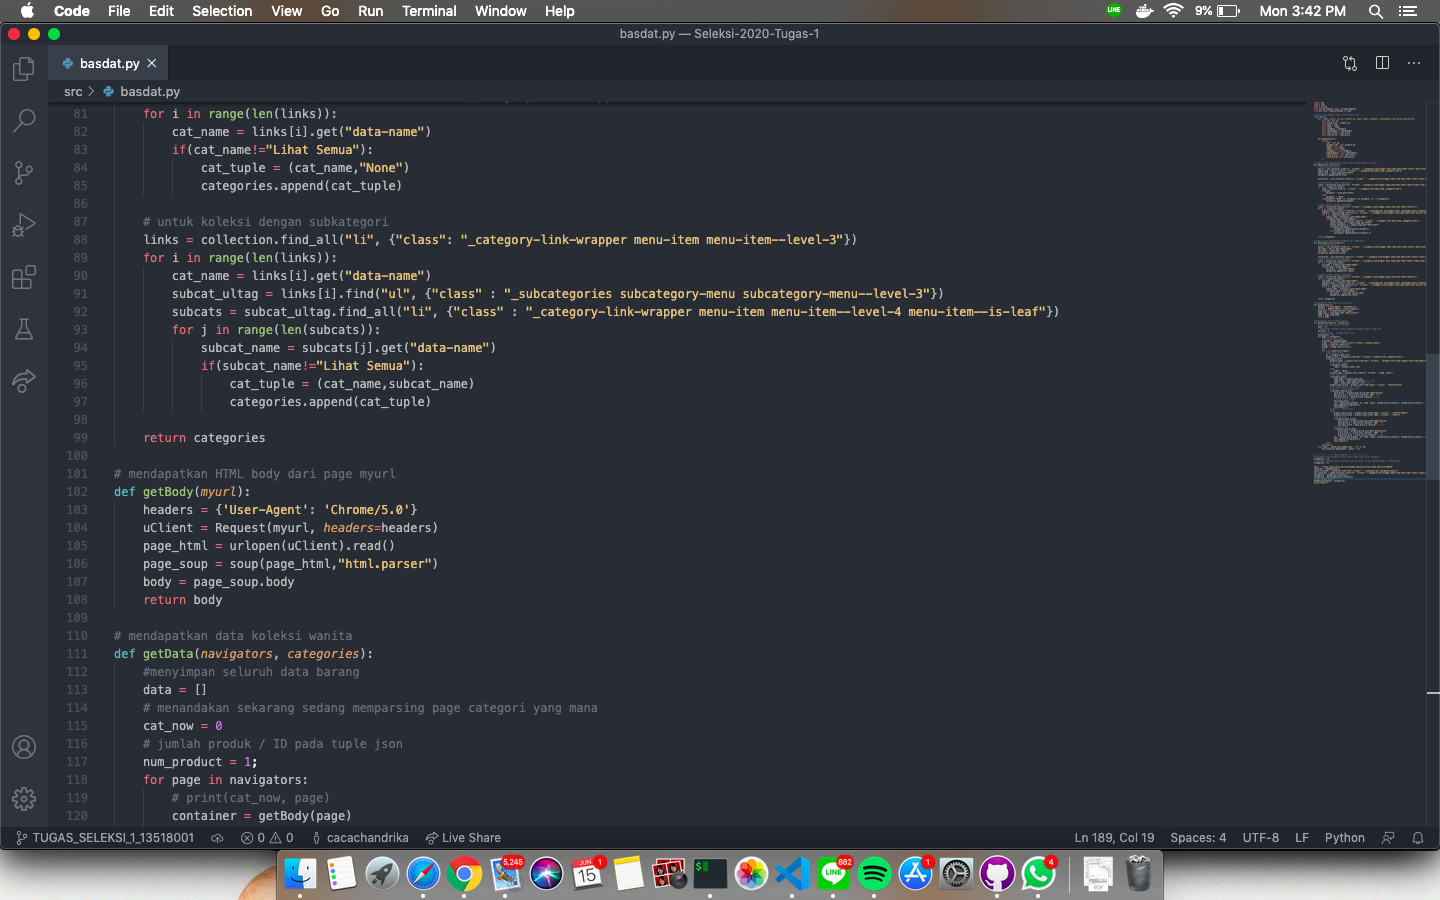 Code File Edit Selection View Go Run Terminal Window Help LINE 9% Mon 3:42 PM
basdat.py — Seleksi-2020-Tugas-1
basdat.py
src > basdat.py
81 for i in range(len(links)):
82 cat_name = links[i].get("data-name")
83 if(cat_name!="Lihat Semua"):
84 cat_tuple = (cat_name,"None")
85 categories.append(cat_tuple)
86
87 # untuk koleksi dengan subkategori
88 links = collection.find_all("li", {"class": "_category-link-wrapper menu-item menu-item--level-3"})
89 for i in range(len(links)):
90 cat_name = links[i].get("data-name")
91 subcat_ultag = links[i].find("ul", {"class" : "_subcategories subcategory-menu subcategory-menu--level-3"})
92 subcats = subcat_ultag.find_all("li", {"class" : "_category-link-wrapper menu-item menu-item--level-4 menu-item--is-leaf"})
93 for j in range(len(subcats)):
94 subcat_name = subcats[j].get("data-name")
95 if(subcat_name!="Lihat Semua"):
96 cat_tuple = (cat_name,subcat_name)
97 categories.append(cat_tuple)
98
99 return categories
100
101 # mendapatkan HTML body dari page myurl
102 def getBody(myurl):
103 headers = {'User-Agent': 'Chrome/5.0'}
104 uClient = Request(myurl, headers=headers)
105 page_html = urlopen(uClient).read()
106 page_soup = soup(page_html,"html.parser")
107 body = page_soup.body
108 return body
109
110 # mendapatkan data koleksi wanita
111 def getData(navigators, categories):
112 #menyimpan seluruh data barang
113 data = []
114 # menandakan sekarang sedang memparsing page categori yang mana
115 cat_now = 0
116 # jumlah produk / ID pada tuple json
117 num_product = 1;
118 for page in navigators:
119 # print(cat_now, page)
120 container = getBody(page)
TUGAS_SELEKSI_1_13518001 0 0 cacachandrika Live Share Ln 189, Col 19 Spaces: 4 UTF-8 LF Python
5,245 JUN 15 1 $ LINE 882 1 4 PDF